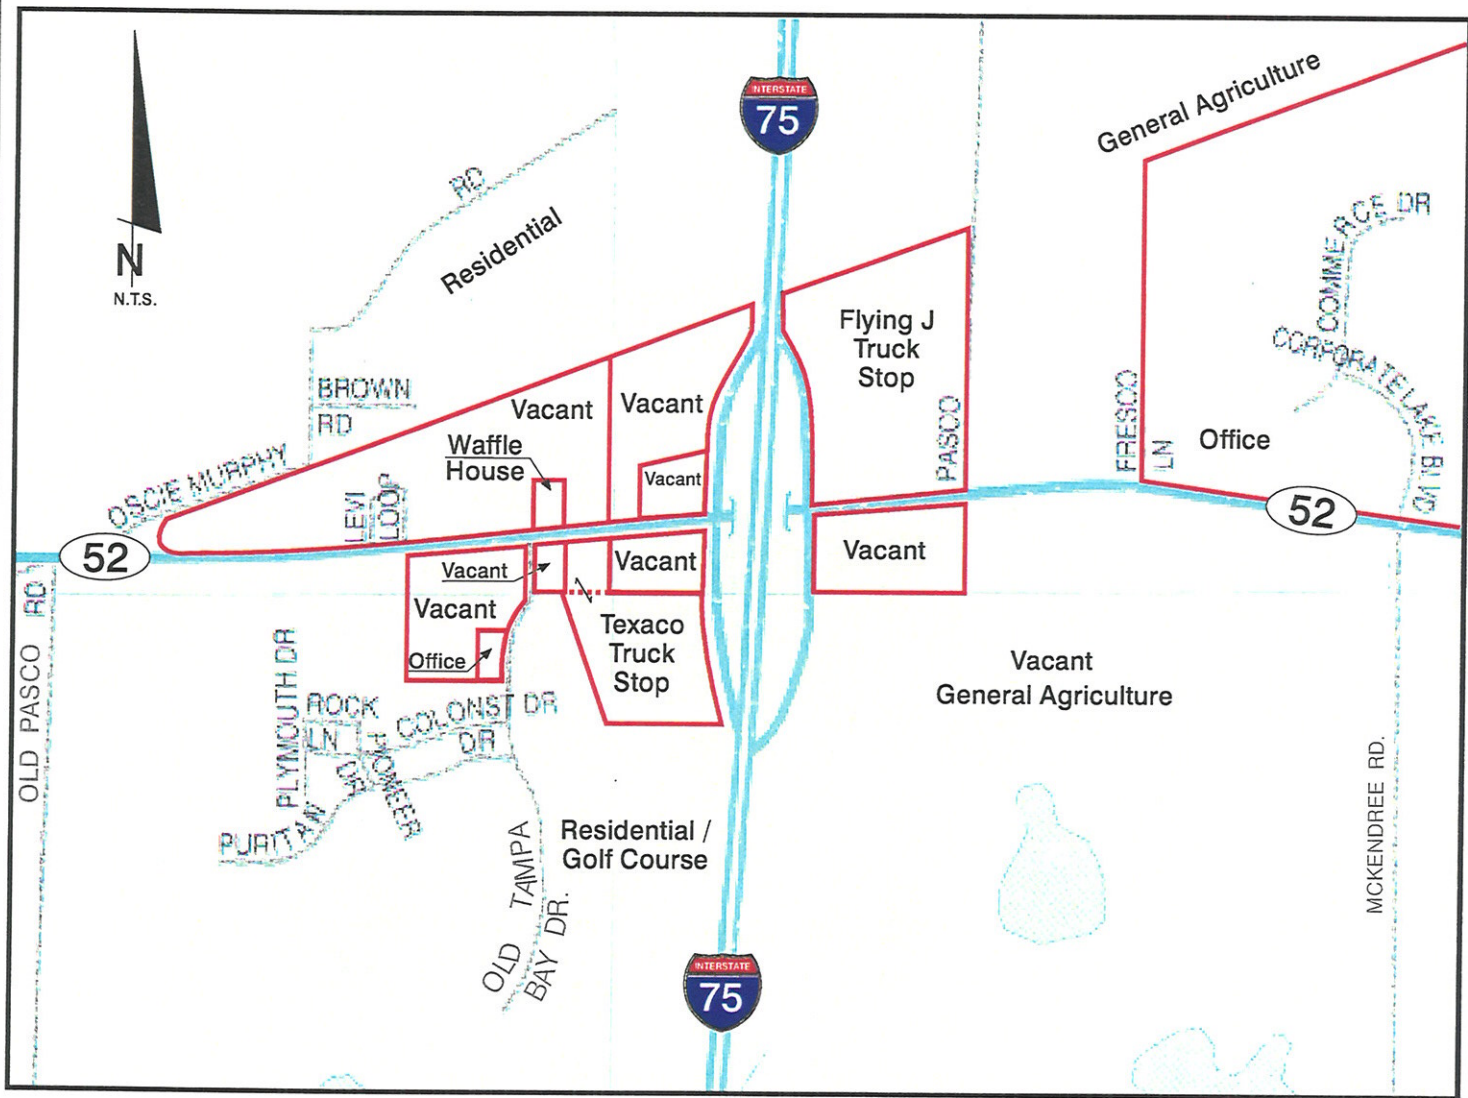 INTERSTATE
75
General Agriculture
RD
Residential
COMMERCE DR
N
N.T.S.
Flying J
Truck
Stop
CORPORATE LAKE BLVD
BROWN
RD
Vacant
Vacant
PASCO
FRESCO
LN
Office
Waffle
House
OSCIE MURPHY
Vacant
LEVI
LOOP
52
52
Vacant
Vacant
Vacant
Vacant
OLD PASCO RD
Texaco
Truck
Stop
Office
PLYMOUTH DR
Vacant
General Agriculture
ROCK
LN
COLONST DR
DR
PIONEER
DR
PURITAN
MCKENDREE RD.
Residential /
Golf Course
OLD TAMPA
BAY DR.
INTERSTATE
75